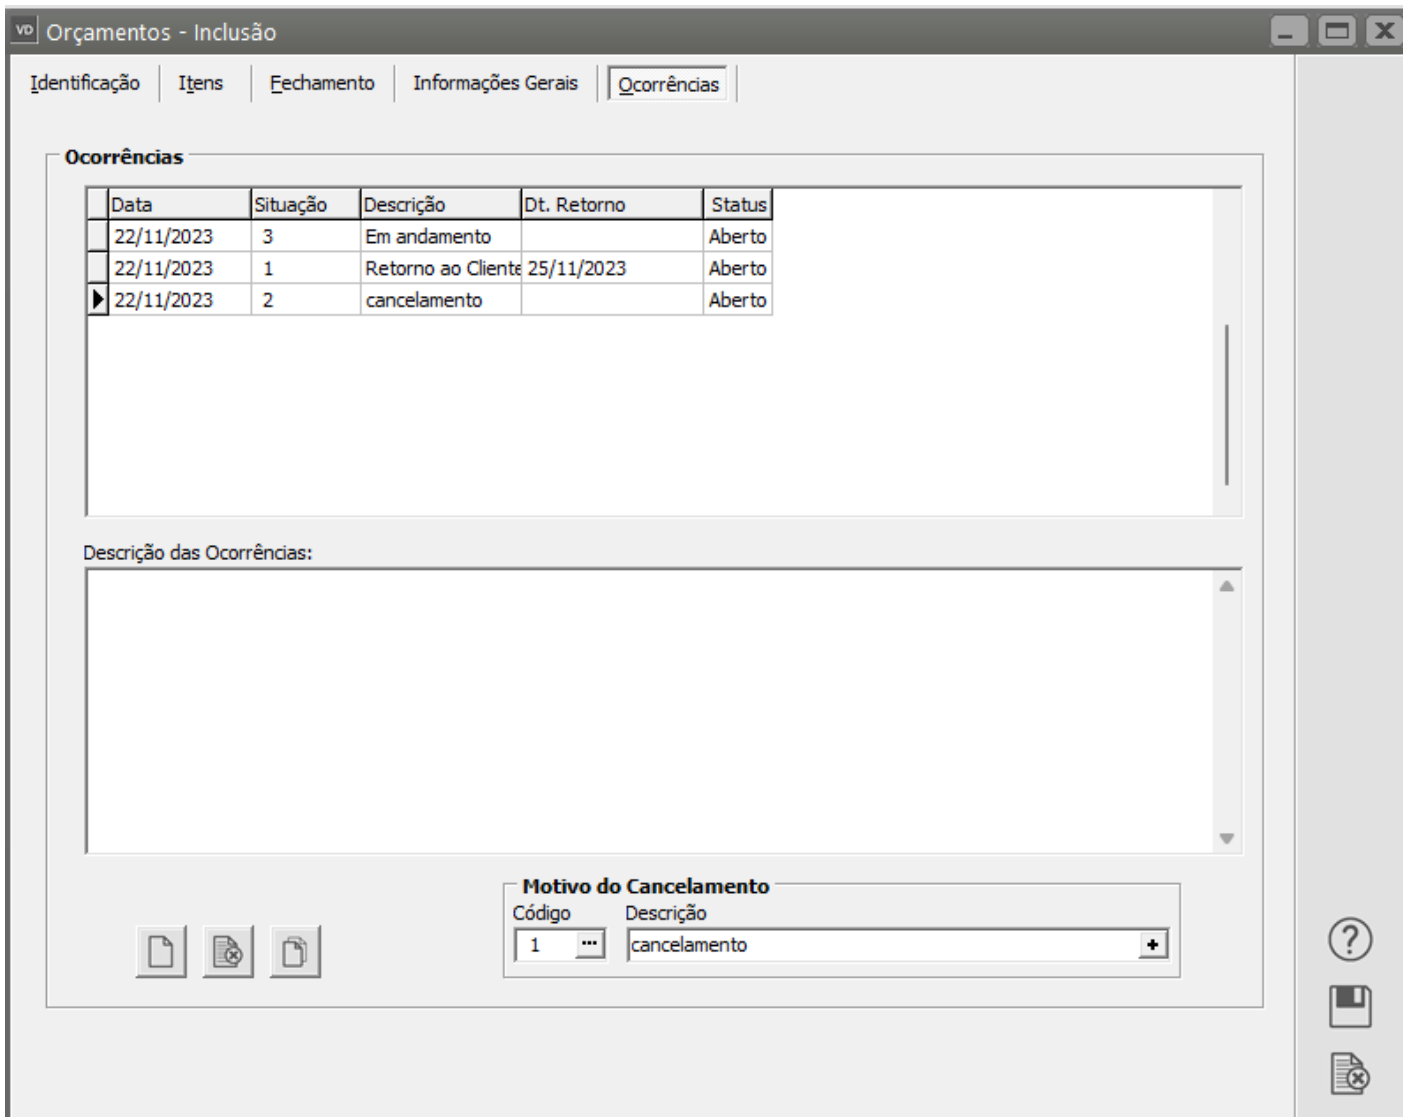 VD Orçamentos - Inclusão
Identificação Itens Fechamento Informações Gerais Ocorrências
Ocorrências
Data Situação Descrição Dt. Retorno Status
22/11/2023 3 Em andamento Aberto
22/11/2023 1 Retorno ao Cliente 25/11/2023 Aberto
22/11/2023 2 cancelamento Aberto
Descrição das Ocorrências:
Motivo do Cancelamento
Código Descrição
1 ... cancelamento +
?